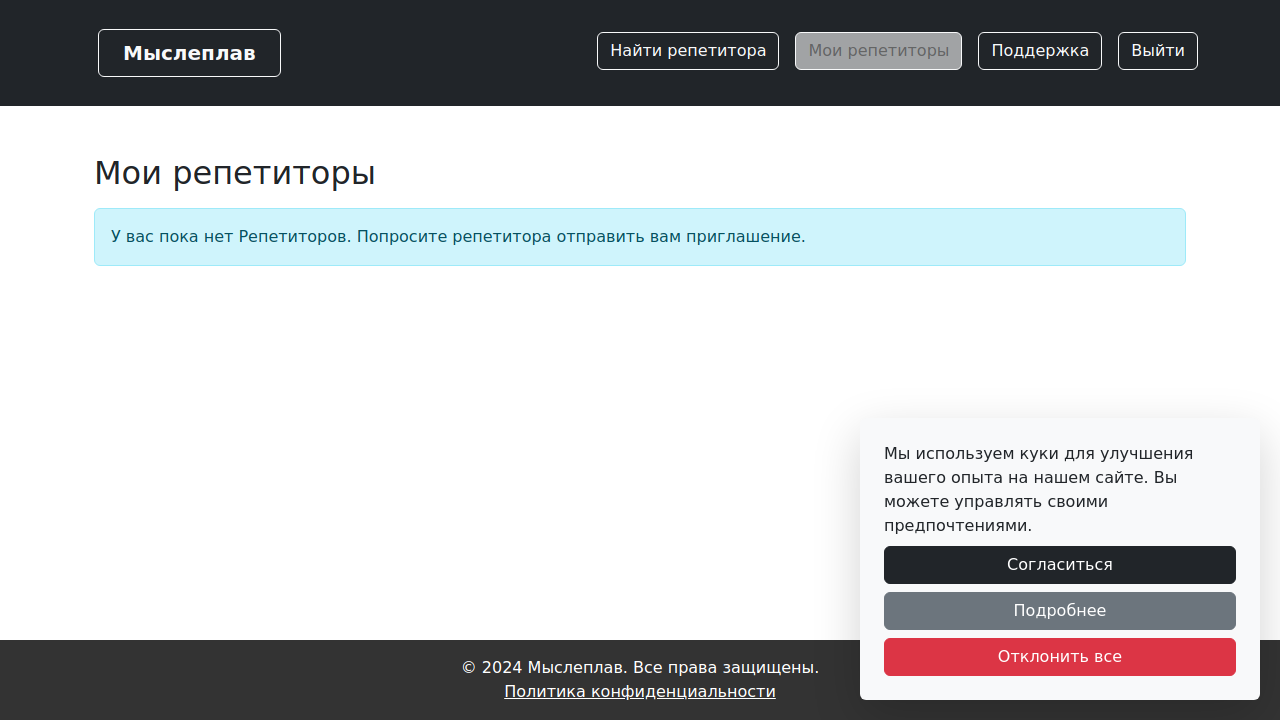 Мыслеплав
Найти репетитора
Мои репетиторы
Поддержка
Выйти
Мои репетиторы
У вас пока нет Репетиторов. Попросите репетитора отправить вам приглашение.
Мы используем куки для улучшения
вашего опыта на нашем сайте. Вы
можете управлять своими
предпочтениями.
Согласиться
Подробнее
Отклонить все
© 2024 Мыслеплав. Все права защищены.
Политика конфиденциальности